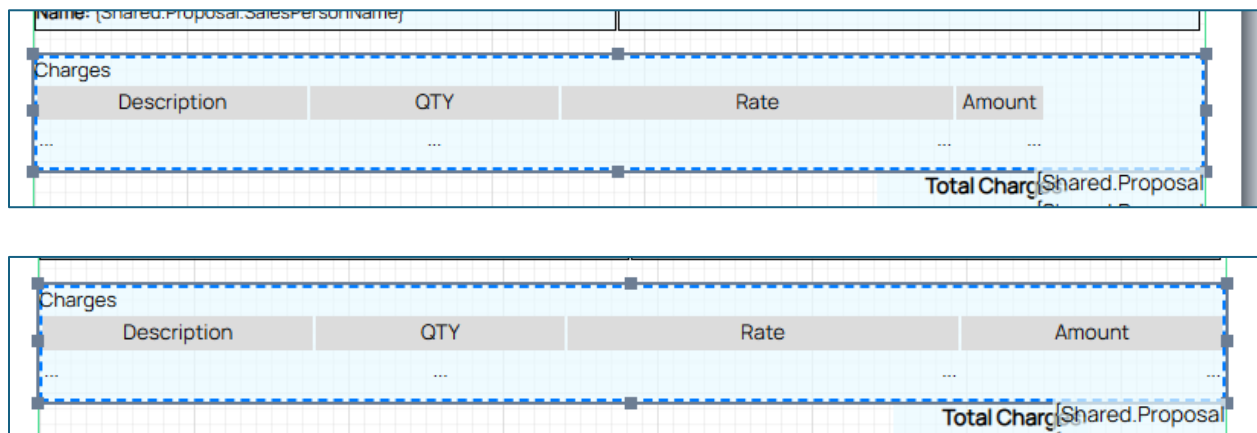 Name: {Shared.Proposal.SalesPersonName}
Charges
Description QTY Rate Amount
... ... ... ...
Total Charg {Shared.Proposal
Charges
Description QTY Rate Amount
... ... ... ...
Total Charg {Shared.Proposal